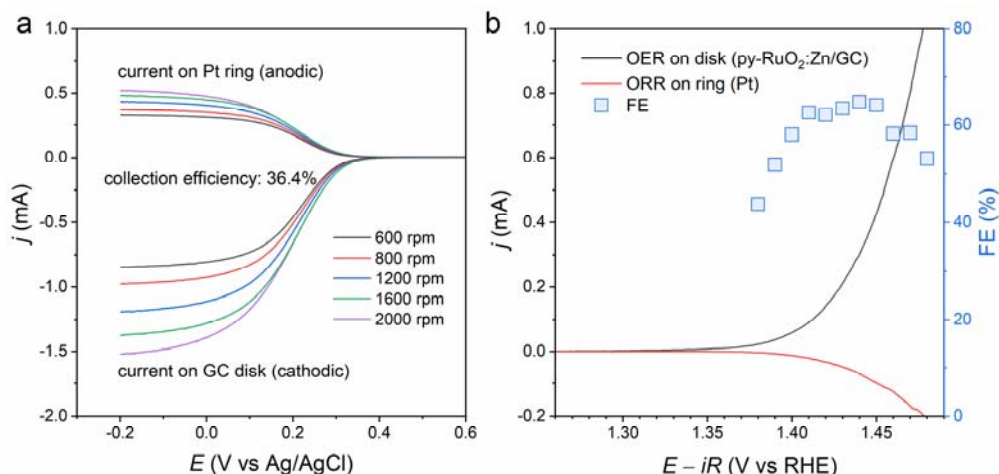 a
current on Pt ring (anodic)
collection efficiency: 36.4%
600 rpm
800 rpm
1200 rpm
1600 rpm
2000 rpm
current on GC disk (cathodic)
1.0
0.5
0.0
-0.5
-1.0
-1.5
-2.0
j (mA)
-0.2
0.0
0.2
0.4
0.6
E (V vs Ag/AgCl)
b
OER on disk (py-RuO₂:Zn/GC)
ORR on ring (Pt)
FE
1.0
0.8
0.6
0.4
0.2
0.0
-0.2
j (mA)
80
60
40
20
0
FE (%)
1.30
1.35
1.40
1.45
E – iR (V vs RHE)